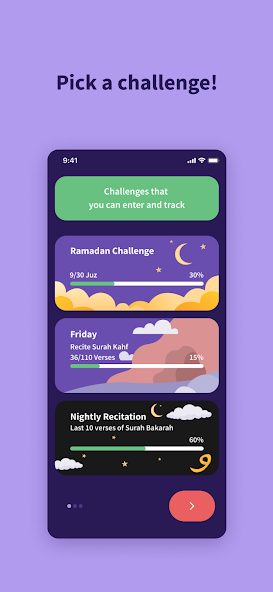 Pick a challenge!
9:41
Challenges that
you can enter and track
Ramadan Challenge
9/30 Juz 30%
Friday
Recite Surah Kahf
36/110 Verses 15%
Nightly Recitation
Last 10 verses of Surah Bakarah
60%
و